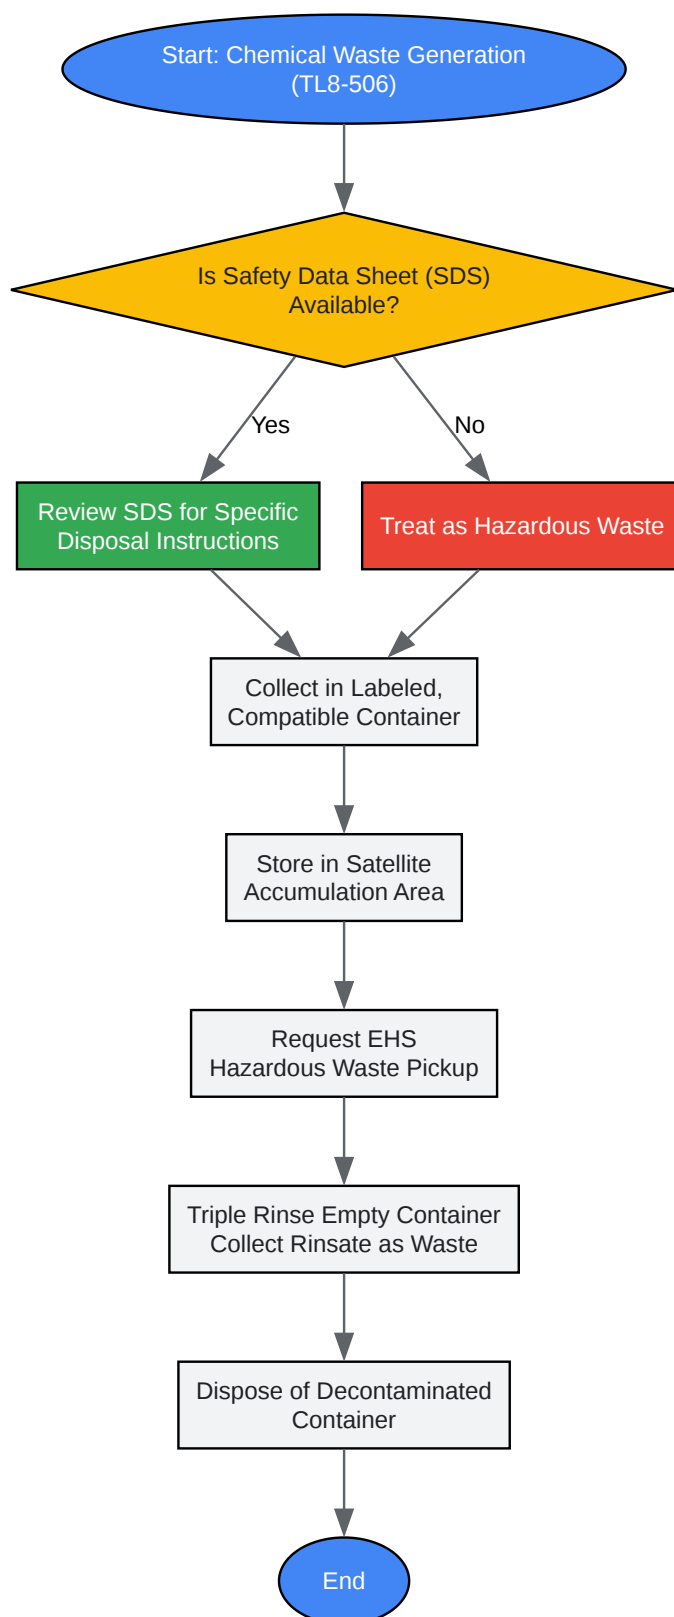 Start: Chemical Waste Generation
(TL8-506)
Is Safety Data Sheet (SDS)
Available?
Yes
No
Review SDS for Specific
Disposal Instructions
Treat as Hazardous Waste
Collect in Labeled,
Compatible Container
Store in Satellite
Accumulation Area
Request EHS
Hazardous Waste Pickup
Triple Rinse Empty Container
Collect Rinsate as Waste
Dispose of Decontaminated
Container
End